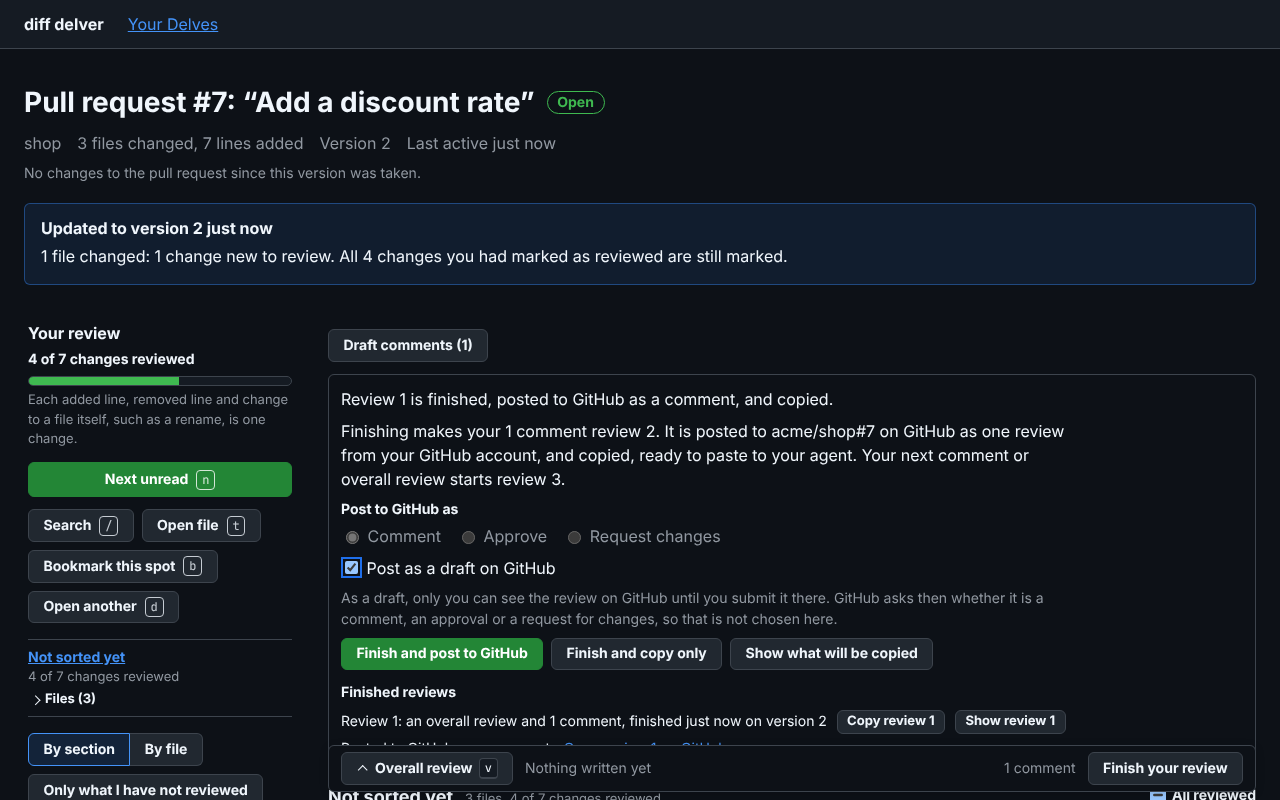 diff delver Your Delves
Pull request #7: “Add a discount rate” Open
shop 3 files changed, 7 lines added Version 2 Last active just now
No changes to the pull request since this version was taken.
Updated to version 2 just now
1 file changed: 1 change new to review. All 4 changes you had marked as reviewed are still marked.
Your review
4 of 7 changes reviewed
Each added line, removed line and change
to a file itself, such as a rename, is one
change.
Next unread n
Search / Open file t
Bookmark this spot b
Open another d
Not sorted yet
4 of 7 changes reviewed
Files (3)
By section By file
Only what I have not reviewed
Draft comments (1)
Review 1 is finished, posted to GitHub as a comment, and copied.
Finishing makes your 1 comment review 2. It is posted to acme/shop#7 on GitHub as one review
from your GitHub account, and copied, ready to paste to your agent. Your next comment or
overall review starts review 3.
Post to GitHub as
Comment Approve Request changes
Post as a draft on GitHub
As a draft, only you can see the review on GitHub until you submit it there. GitHub asks then whether it is a
comment, an approval or a request for changes, so that is not chosen here.
Finish and post to GitHub Finish and copy only Show what will be copied
Finished reviews
Review 1: an overall review and 1 comment, finished just now on version 2 Copy review 1 Show review 1
Overall review v Nothing written yet 1 comment Finish your review
Not sorted yet 3 files, 4 of 7 changes reviewed All reviewed